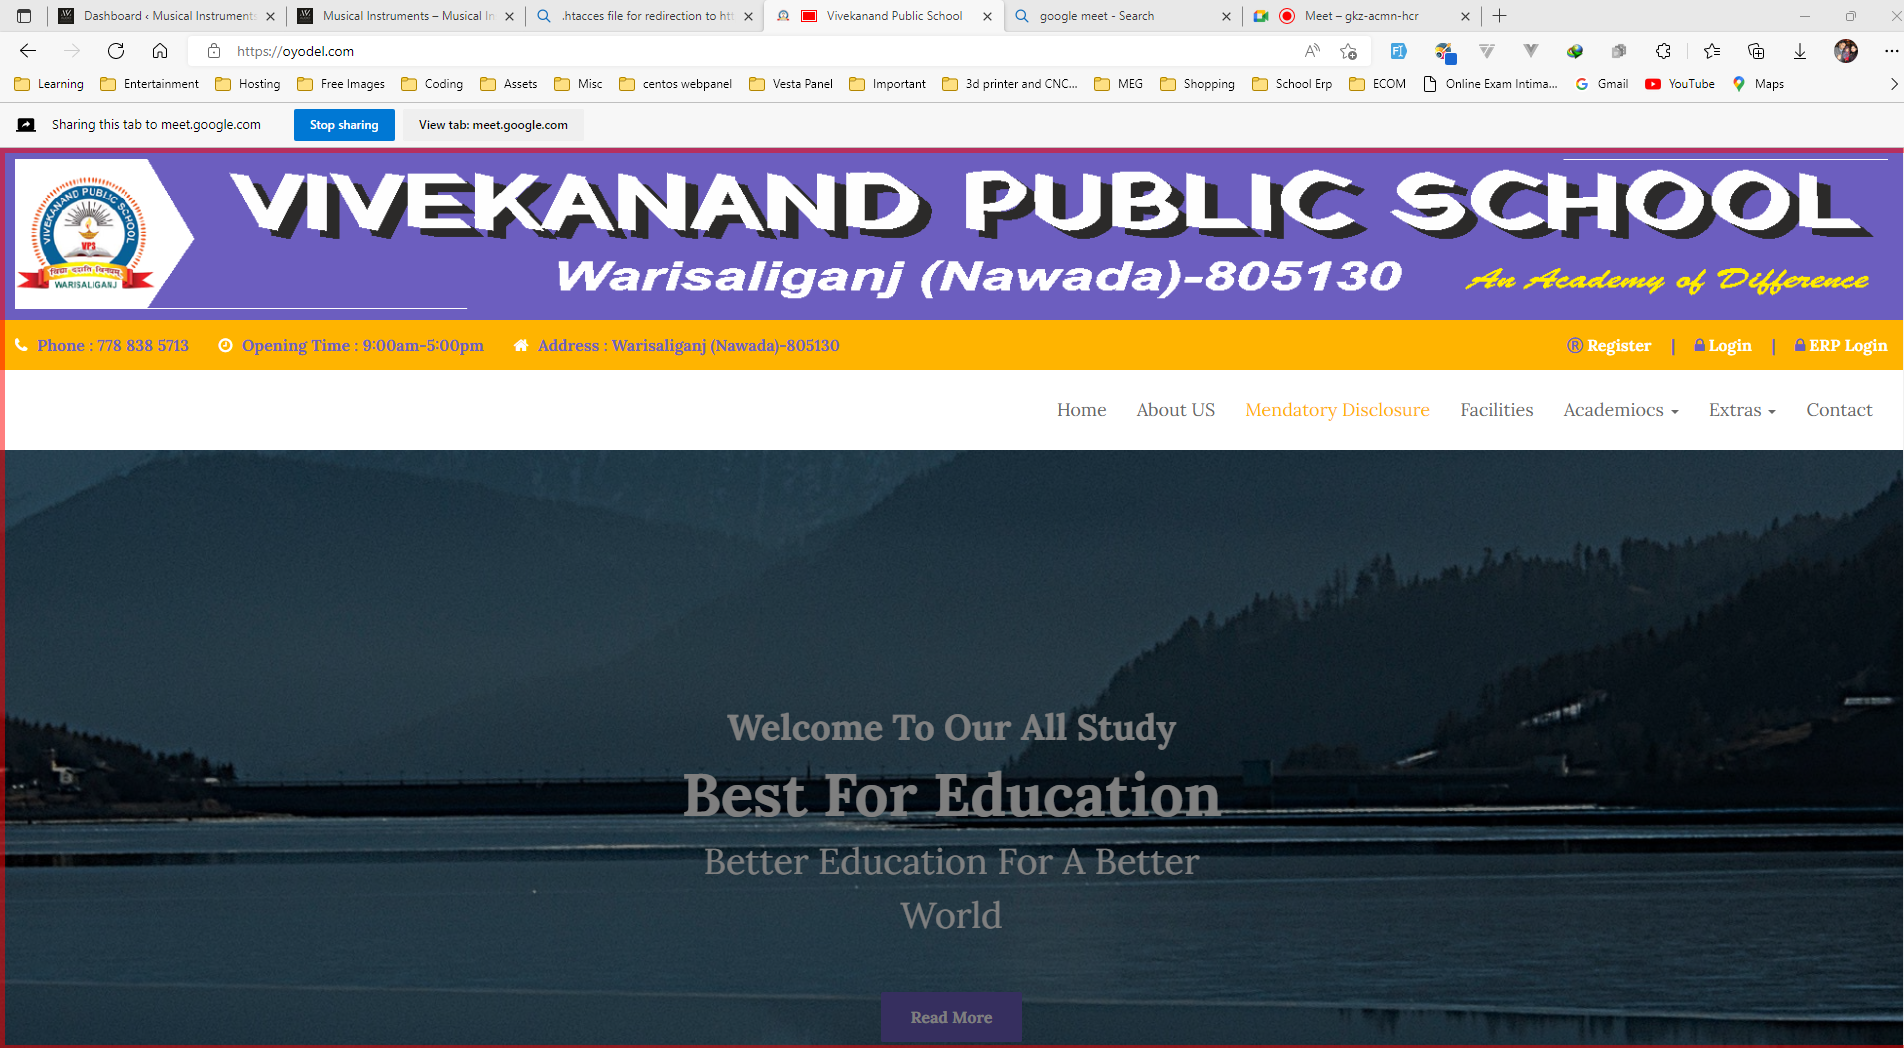 Dashboard ‹ Musical Instruments
Musical Instruments – Musical In
.htacces file for redirection to htt
Vivekanand Public School
google meet - Search
Meet – gkz-acmn-hcr
https://oyodel.com
Learning
Entertainment
Hosting
Free Images
Coding
Assets
Misc
centos webpanel
Vesta Panel
Important
3d printer and CNC...
MEG
Shopping
School Erp
ECOM
Online Exam Intima...
Gmail
YouTube
Maps
Sharing this tab to meet.google.com
Stop sharing
View tab: meet.google.com
VIVEKANAND PUBLIC SCHOOL
VPS
विद्या ददाति विनयम्
WARISALIGANJ
VIVEKANAND PUBLIC SCHOOL
Warisaliganj (Nawada)-805130
An Academy of Difference
Phone : 778 838 5713
Opening Time : 9:00am-5:00pm
Address : Warisaliganj (Nawada)-805130
® Register | Login | ERP Login
Home
About US
Mendatory Disclosure
Facilities
Academiocs
Extras
Contact
Welcome To Our All Study
Best For Education
Better Education For A Better
World
Read More